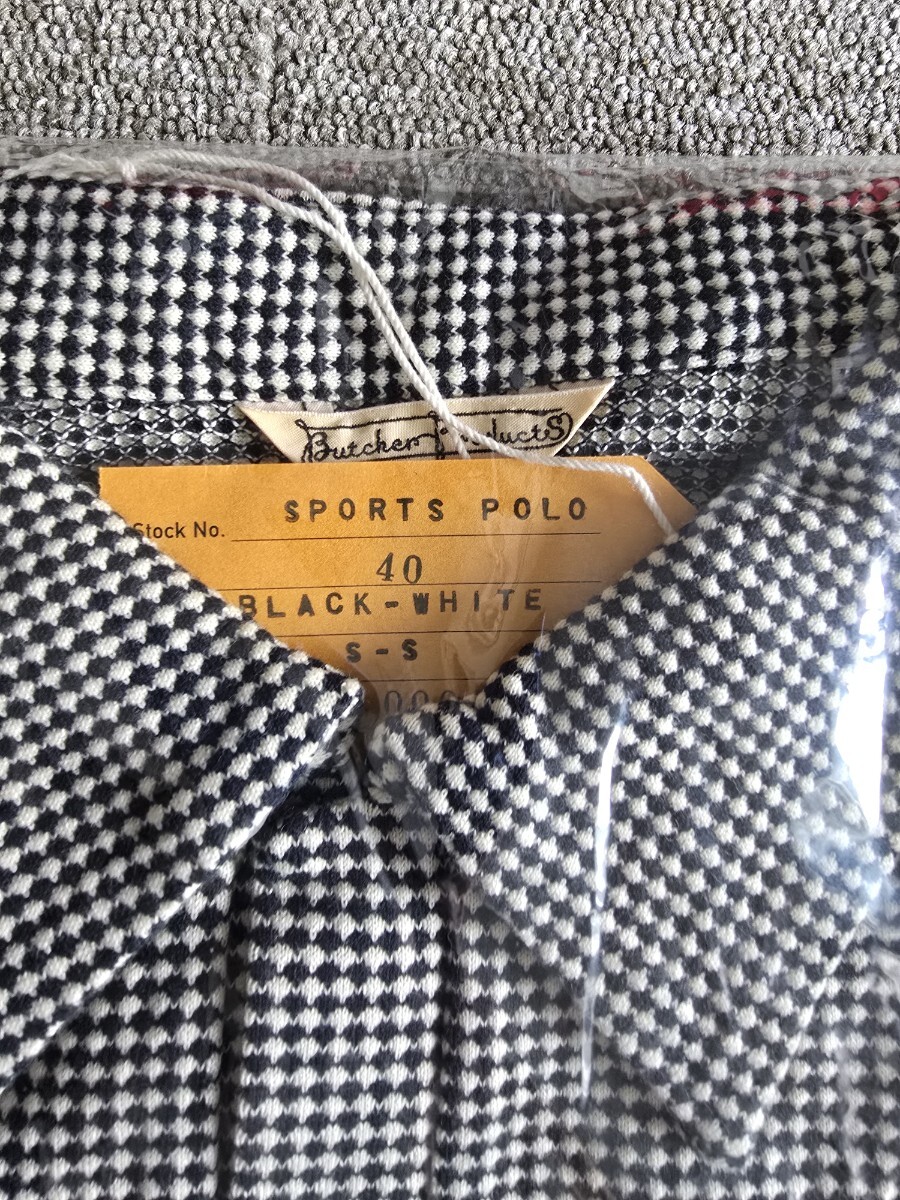 Butcher Products
SPORTS POLO
Stock No.
40
BLACK-WHITE
S-S